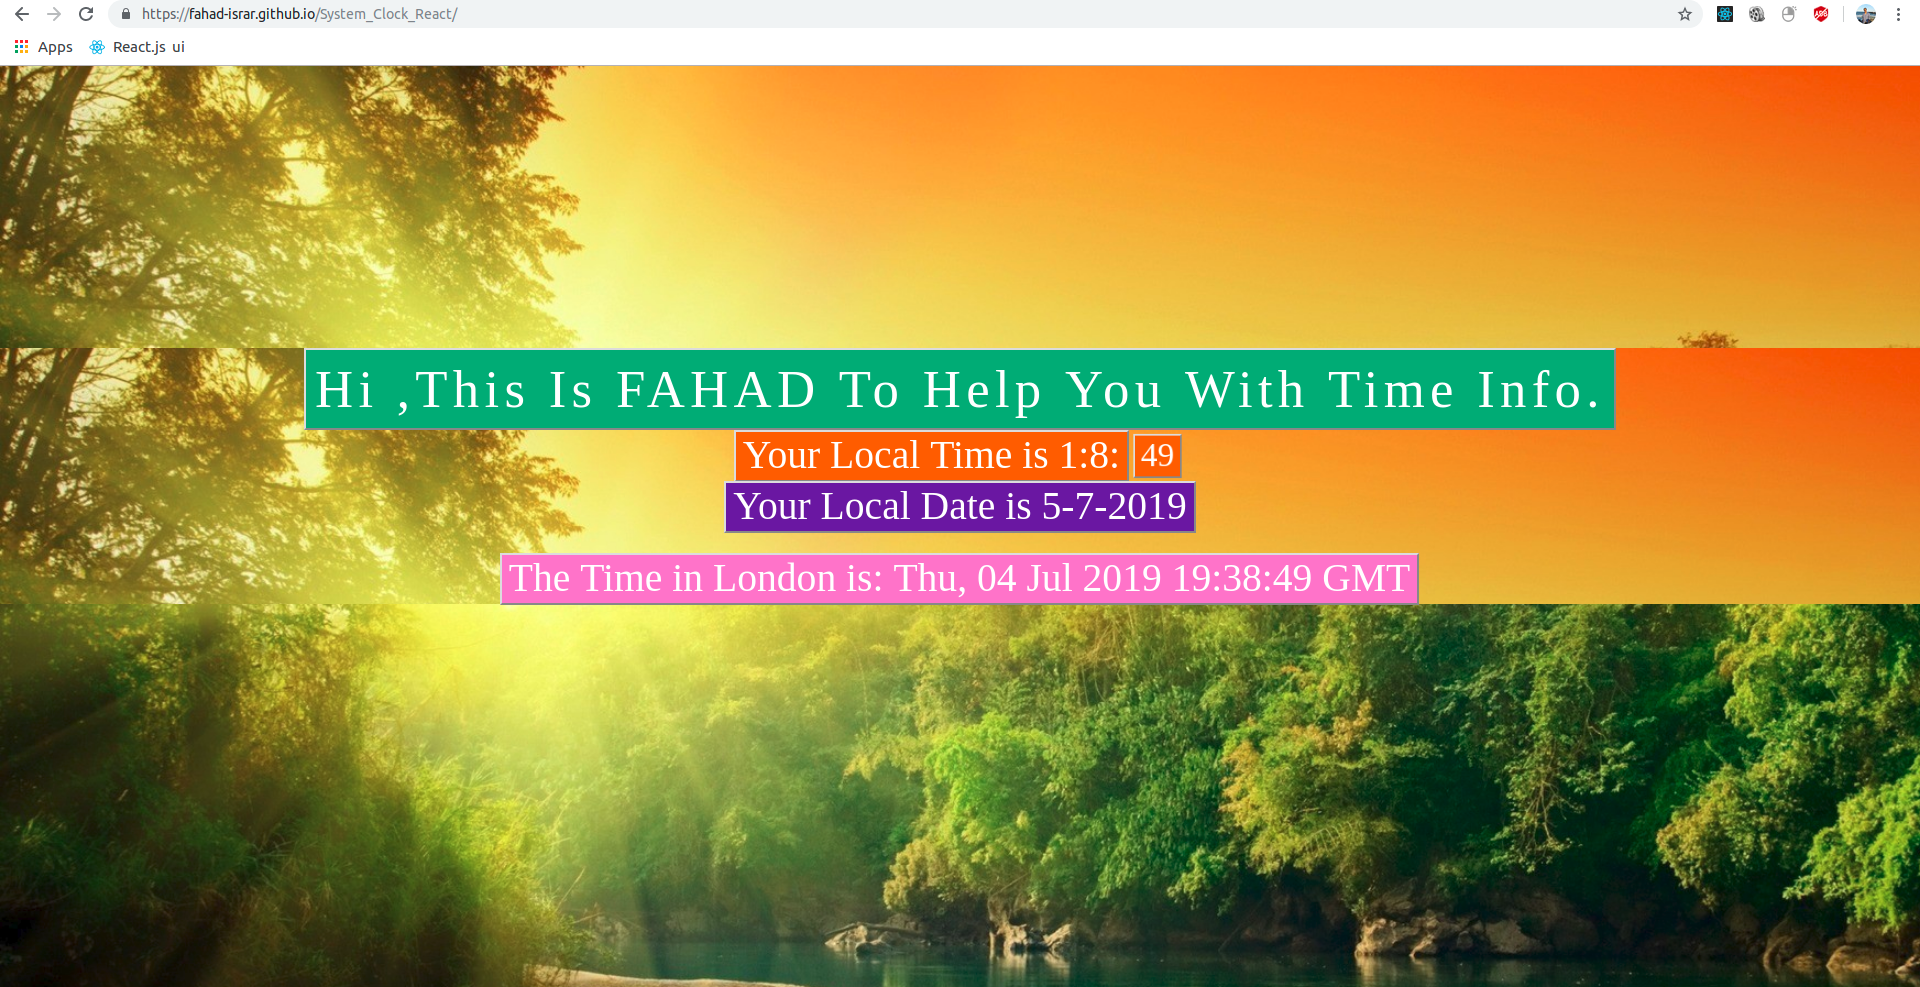 https://fahad-israr.github.io/System_Clock_React/
Apps React.js ui
Hi ,This Is FAHAD To Help You With Time Info.
Your Local Time is 1:8: 49
Your Local Date is 5-7-2019
The Time in London is: Thu, 04 Jul 2019 19:38:49 GMT